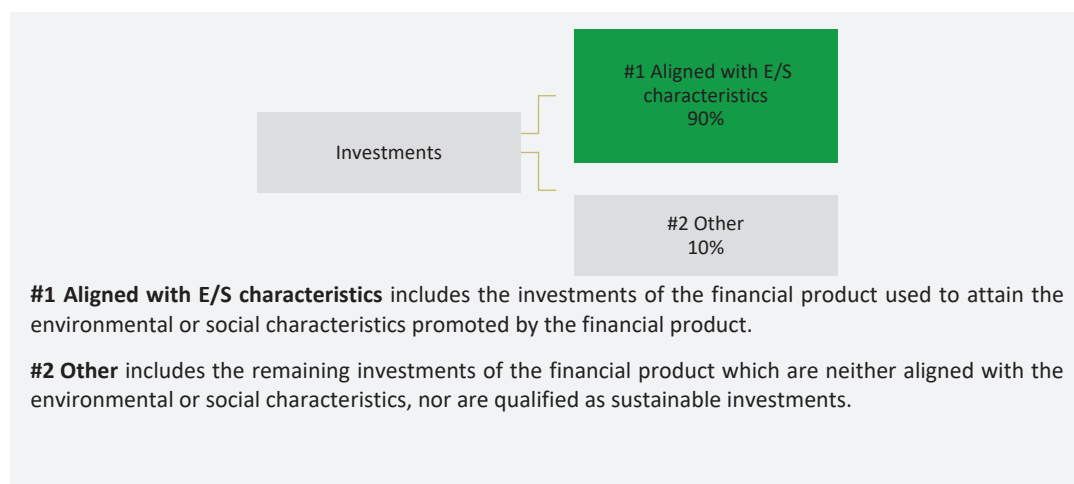 #1 Aligned with E/S
characteristics
90%
Investments
#2 Other
10%
#1 Aligned with E/S characteristics includes the investments of the financial product used to attain the
environmental or social characteristics promoted by the financial product.
#2 Other includes the remaining investments of the financial product which are neither aligned with the
environmental or social characteristics, nor are qualified as sustainable investments.